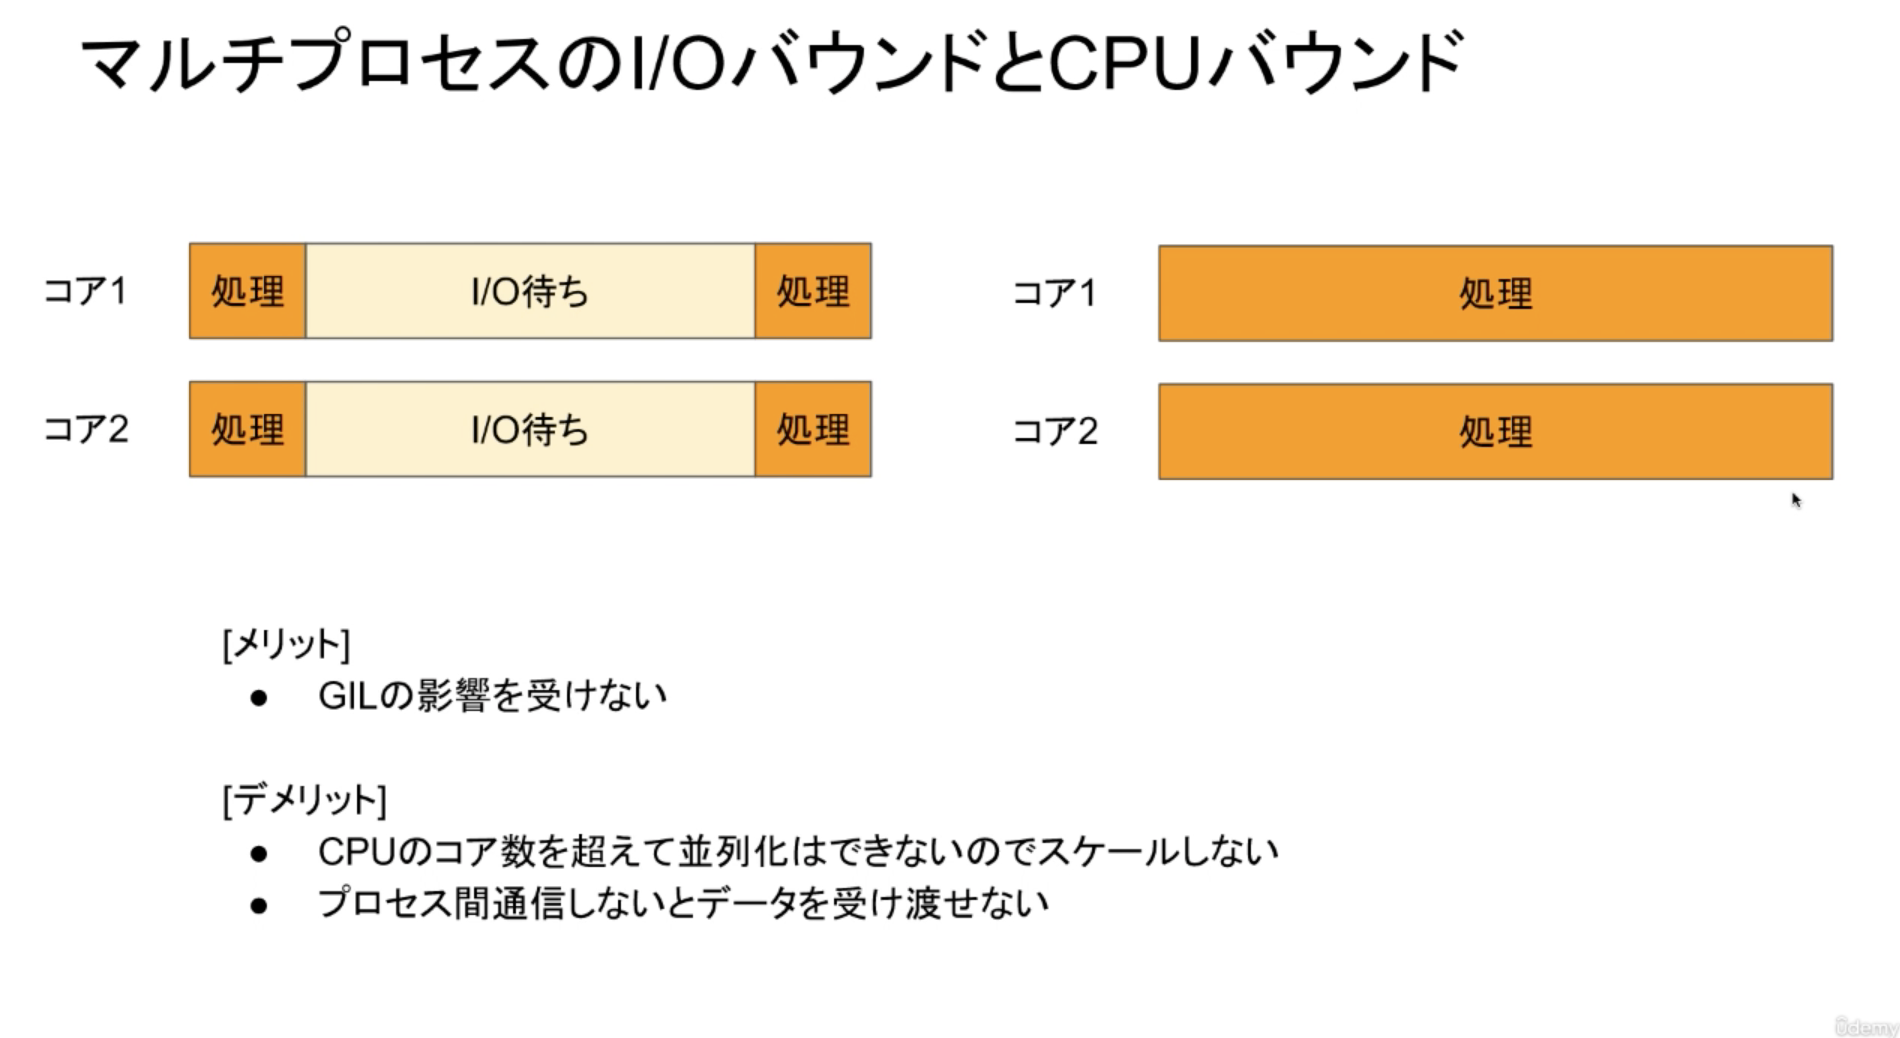 マルチプロセスのI/OバウンドとCPUバウンド
コア1 処理 I/O待ち 処理
コア2 処理 I/O待ち 処理
コア1 処理
コア2 処理
[メリット]
● GILの影響を受けない
[デメリット]
● CPUのコア数を超えて並列化はできないのでスケールしない
● プロセス間通信しないとデータを受け渡せない
ûdemy